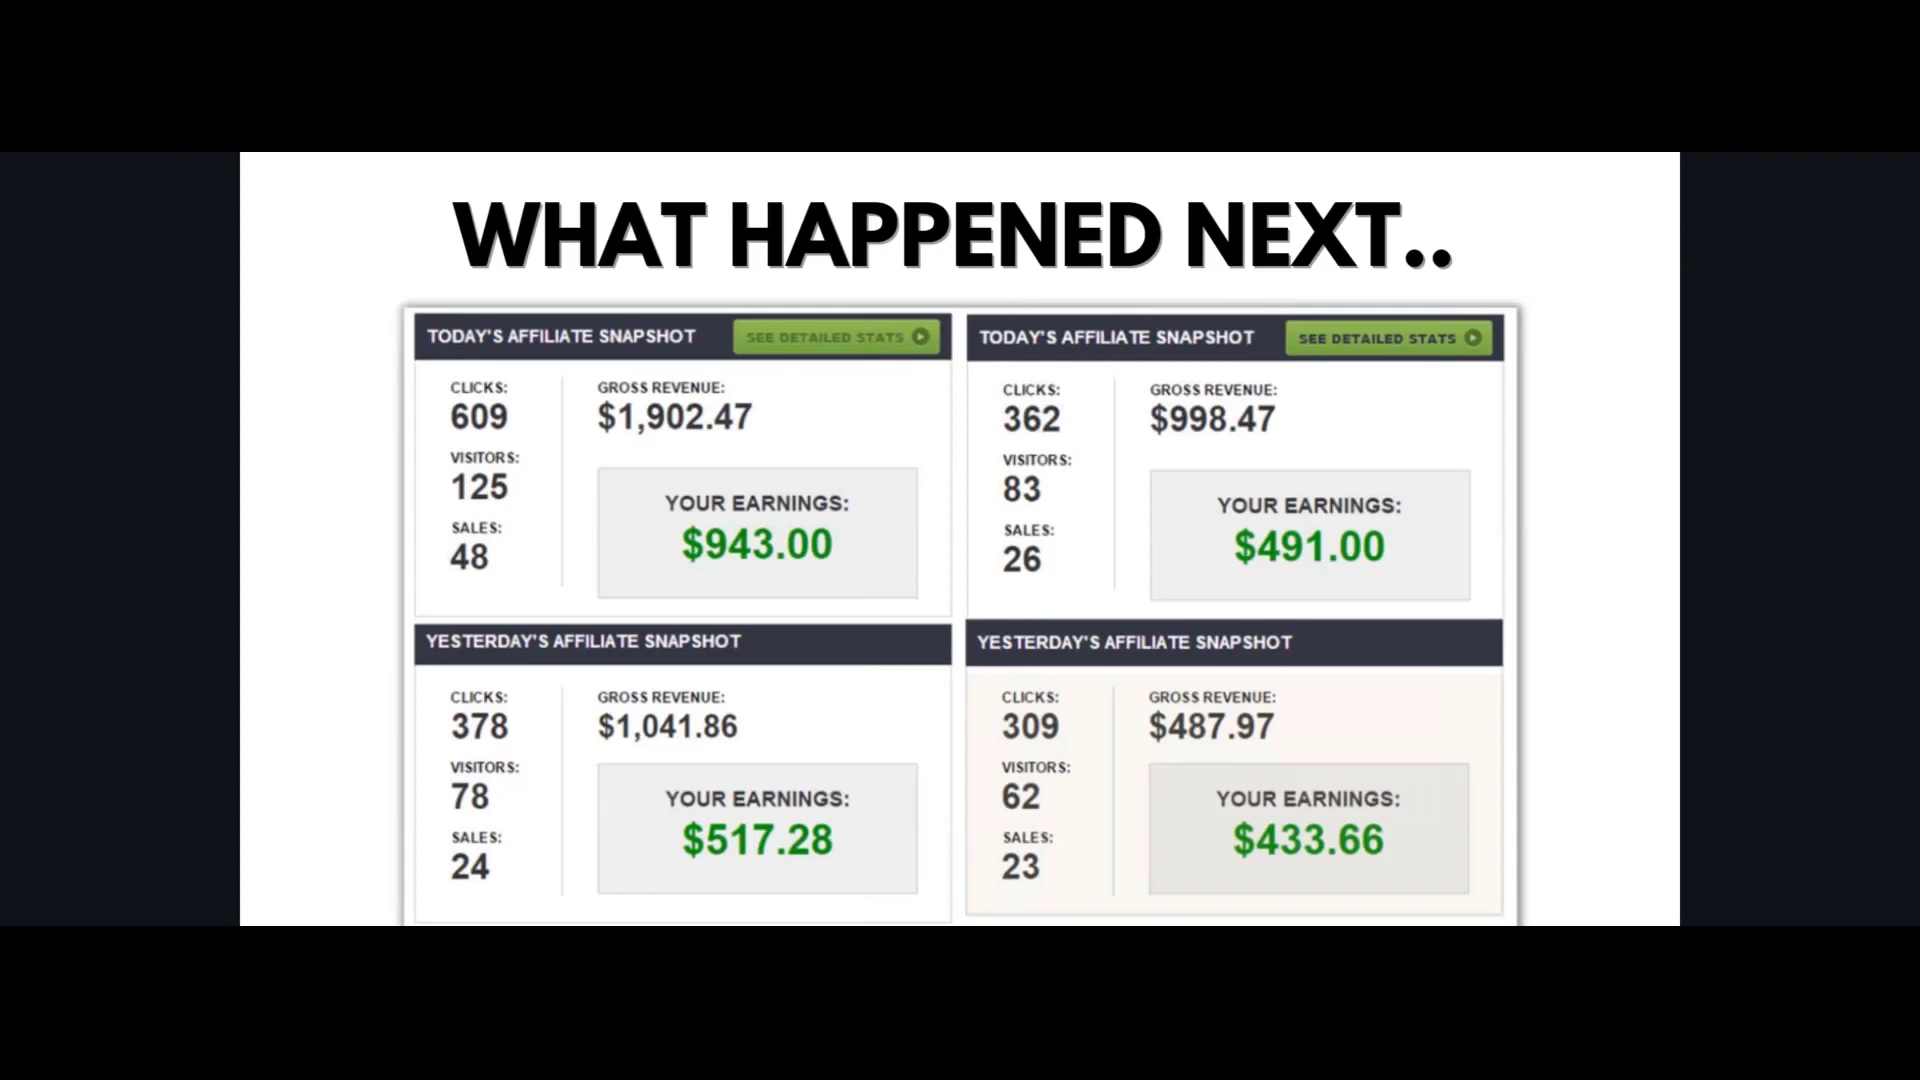 WHAT HAPPENED NEXT..
TODAY'S AFFILIATE SNAPSHOT
SEE DETAILED STATS
CLICKS:
609
GROSS REVENUE:
$1,902.47
VISITORS:
125
YOUR EARNINGS:
$943.00
SALES:
48
TODAY'S AFFILIATE SNAPSHOT
SEE DETAILED STATS
CLICKS:
362
GROSS REVENUE:
$998.47
VISITORS:
83
YOUR EARNINGS:
$491.00
SALES:
26
YESTERDAY'S AFFILIATE SNAPSHOT
CLICKS:
378
GROSS REVENUE:
$1,041.86
VISITORS:
78
YOUR EARNINGS:
$517.28
SALES:
24
YESTERDAY'S AFFILIATE SNAPSHOT
CLICKS:
309
GROSS REVENUE:
$487.97
VISITORS:
62
YOUR EARNINGS:
$433.66
SALES:
23